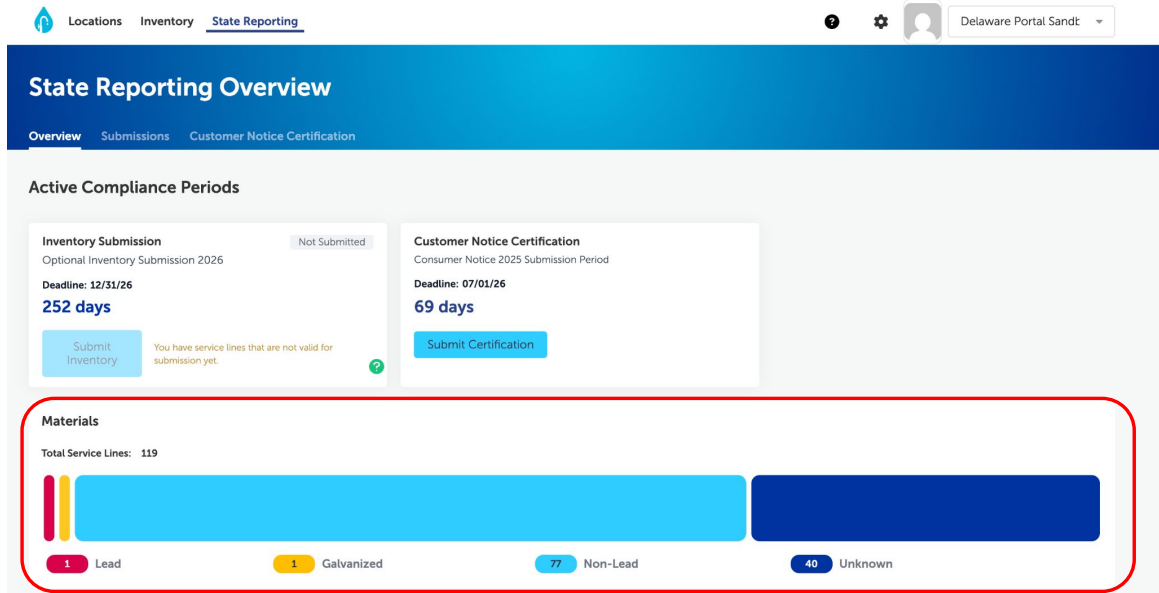 Locations Inventory State Reporting
? Delaware Portal Sandb
State Reporting Overview
Overview Submissions Customer Notice Certification
Active Compliance Periods
Inventory Submission Not Submitted
Optional Inventory Submission 2026
Deadline: 12/31/26
252 days
Submit
Inventory
You have service lines that are not valid for
submission yet.
?
Customer Notice Certification
Consumer Notice 2025 Submission Period
Deadline: 07/01/26
69 days
Submit Certification
Materials
Total Service Lines: 119
1 Lead 1 Galvanized 77 Non-Lead 40 Unknown